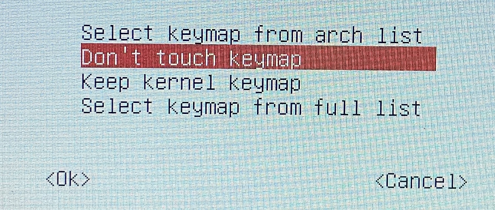 Select keymap from arch list
Don't touch keymap
Keep kernel keymap
Select keymap from full list
<Ok> <Cancel>